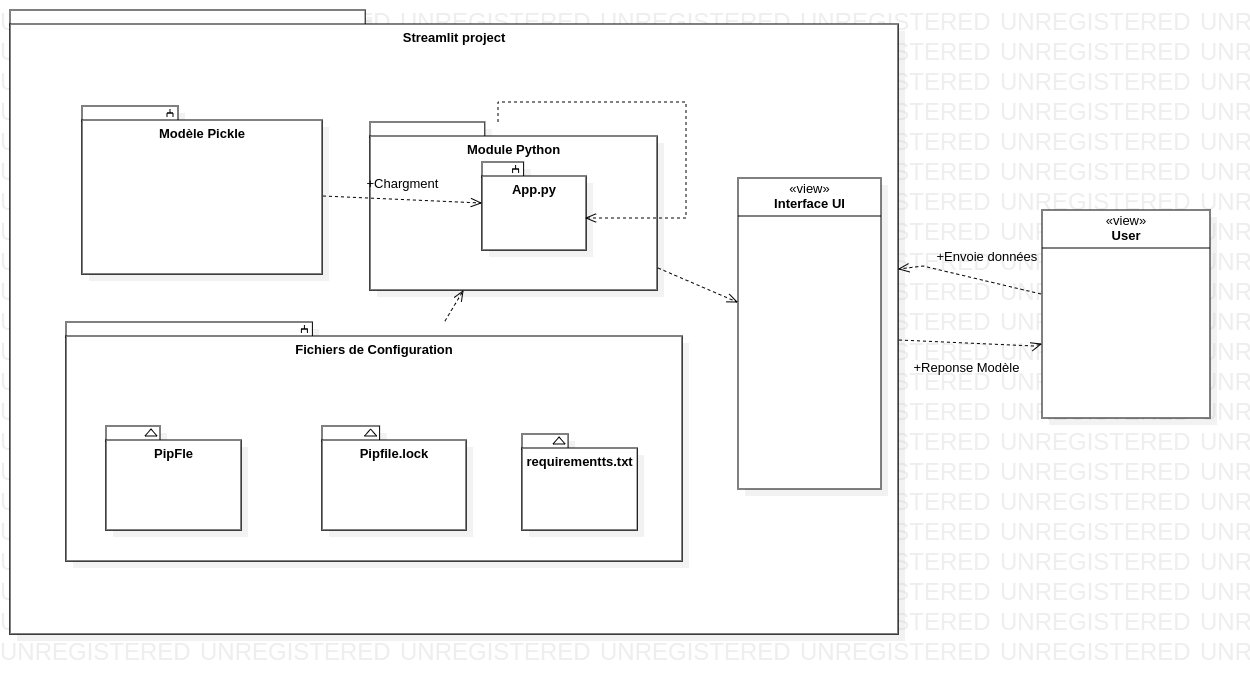 Streamlit project
Modèle Pickle
Module Python
+Chargment
App.py
«view»
Interface UI
«view»
User
+Envoie données
+Reponse Modèle
Fichiers de Configuration
PipFle
Pipfile.lock
requirementts.txt
UNREGISTERED UNREGISTERED UNREGISTERED UNREGISTERED UNREGISTERED UNREGISTERED UNR